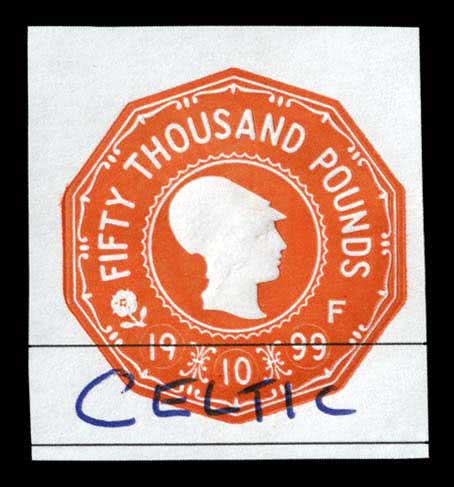 FIFTY THOUSAND POUNDS
F
19 10 99
CELTIC